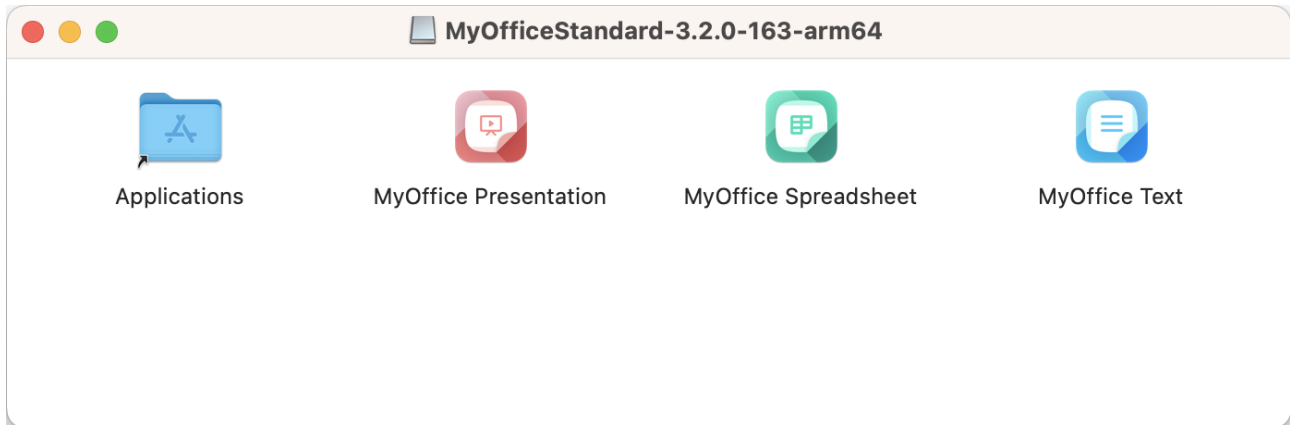 MyOfficeStandard-3.2.0-163-arm64
Applications
MyOffice Presentation
MyOffice Spreadsheet
MyOffice Text